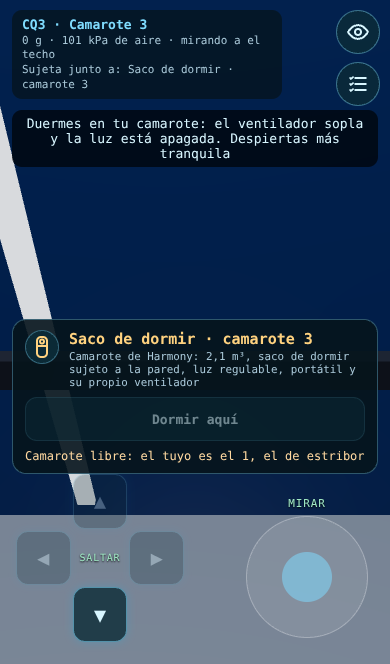 CQ3 · Camarote 3
0 g · 101 kPa de aire · mirando a el
techo
Sujeta junto a: Saco de dormir ·
camarote 3
Duermes en tu camarote: el ventilador sopla
y la luz está apagada. Despiertas más
tranquila
Saco de dormir · camarote 3
Camarote de Harmony: 2,1 m³, saco de dormir
sujeto a la pared, luz regulable, portátil y
su propio ventilador
Dormir aquí
Camarote libre: el tuyo es el 1, el de estribor
MIRAR
SALTAR